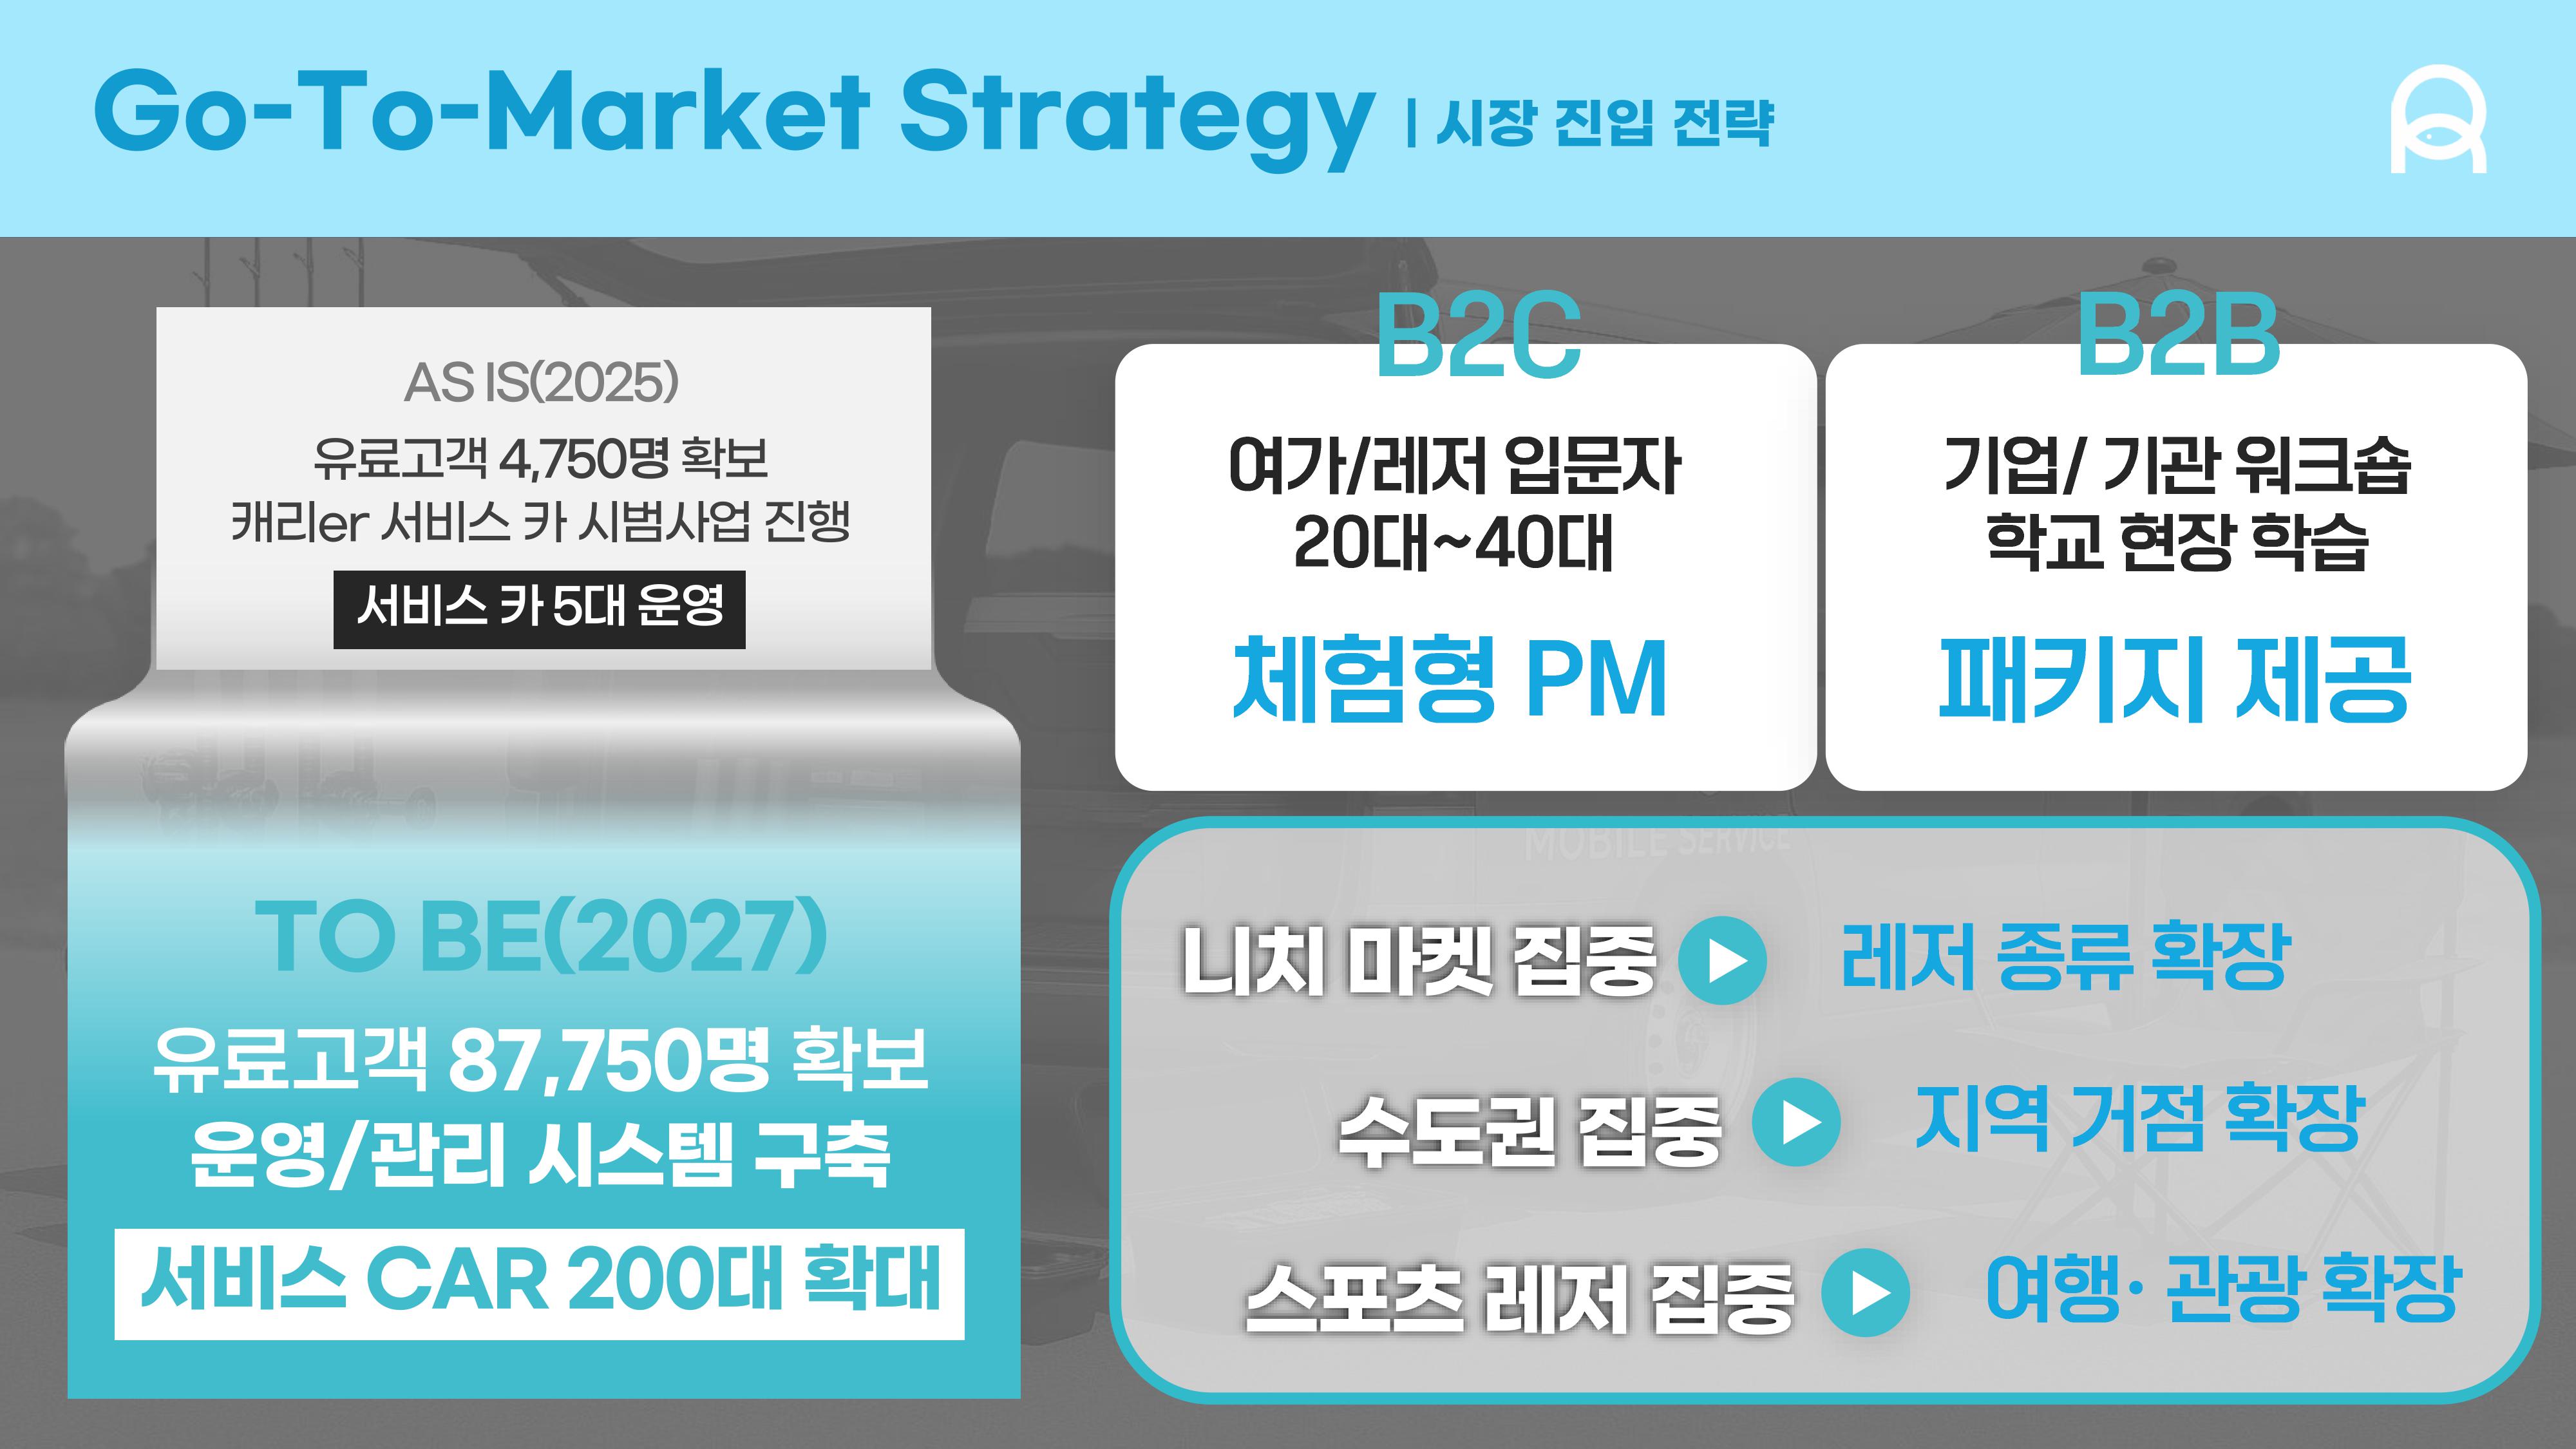 Go-To-Market Strategy | 시장 진입 전략
AS IS(2025)
유료고객 4,750명 확보
캐리er 서비스 카 시범사업 진행
서비스 카 5대 운영
TO BE(2027)
유료고객 87,750명 확보
운영/관리 시스템 구축
서비스 CAR 200대 확대
B2C
여가/레저 입문자
20대~40대
체험형 PM
B2B
기업/ 기관 워크숍
학교 현장 학습
패키지 제공
MOBILE SERVICE
니치 마켓 집중 레저 종류 확장
수도권 집중 지역 거점 확장
스포츠 레저 집중 여행· 관광 확장